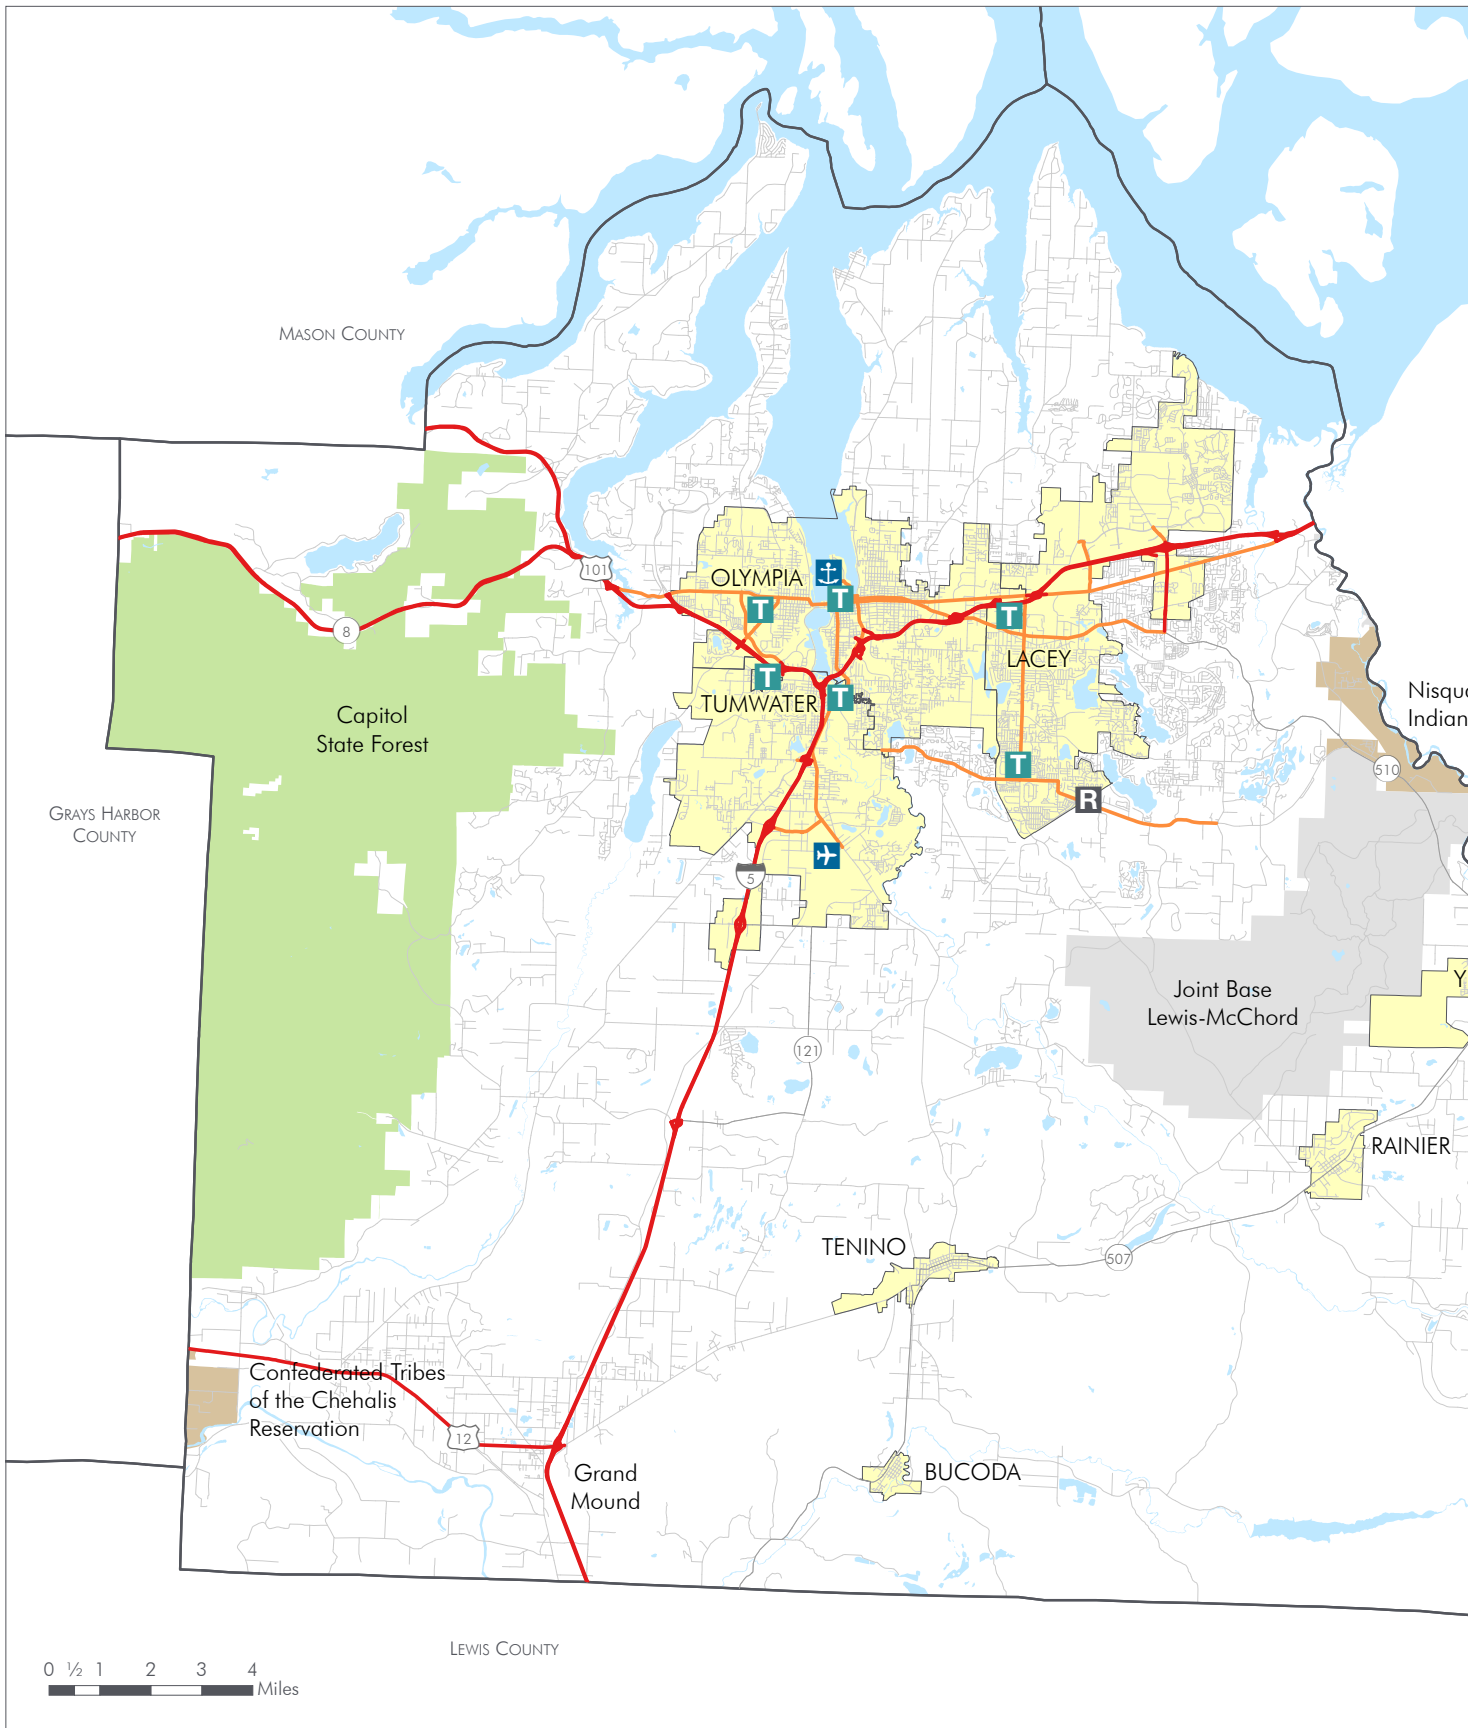 MASON COUNTY
101
OLYMPIA
T
T
T
8
LACEY
T
TUMWATER
T
Nisqu
Indian
Capitol
State Forest
T
510
R
GRAYS HARBOR
COUNTY
5
Y
Joint Base
Lewis-McChord
121
RAINIER
TENINO
507
Confederated Tribes
of the Chehalis
Reservation
12
Grand
Mound
BUCODA
LEWIS COUNTY
0 ½ 1 2 3 4
Miles